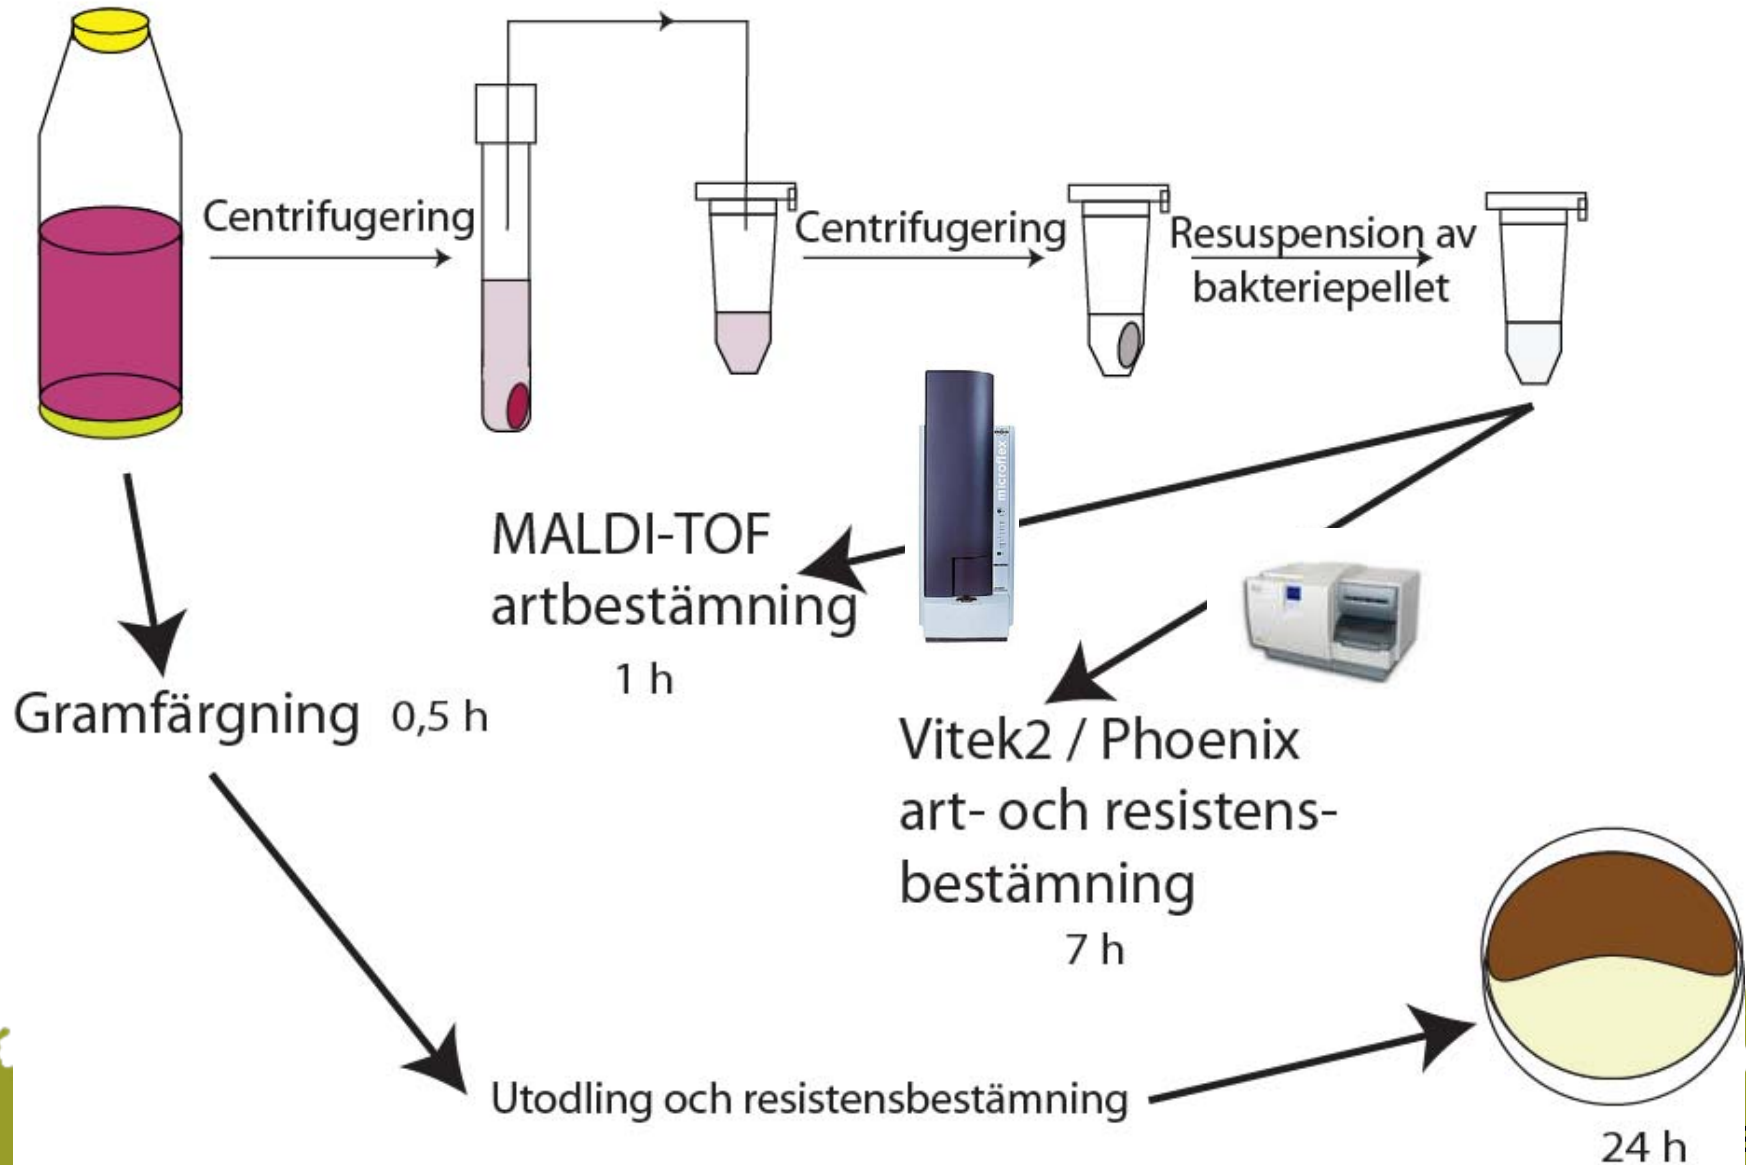 Centrifugering
Centrifugering
Resuspension av
bakteriepellet
microflex
MALDI-TOF
artbestämning
1 h
Gramfärgning 0,5 h
Vitek2 / Phoenix
art- och resistens-
bestämning
7 h
Utodling och resistensbestämning
24 h